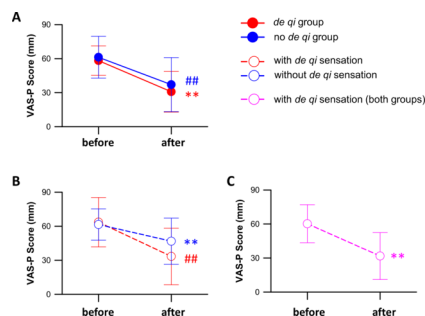 A
VAS-P Score (mm)
90
60
30
0
before
after
##
**
de qi group
no de qi group
with de qi sensation
without de qi sensation
with de qi sensation (both groups)
B
VAS-P Score (mm)
90
60
30
0
before
after
**
##
C
VAS-P Score (mm)
90
60
30
0
before
after
**